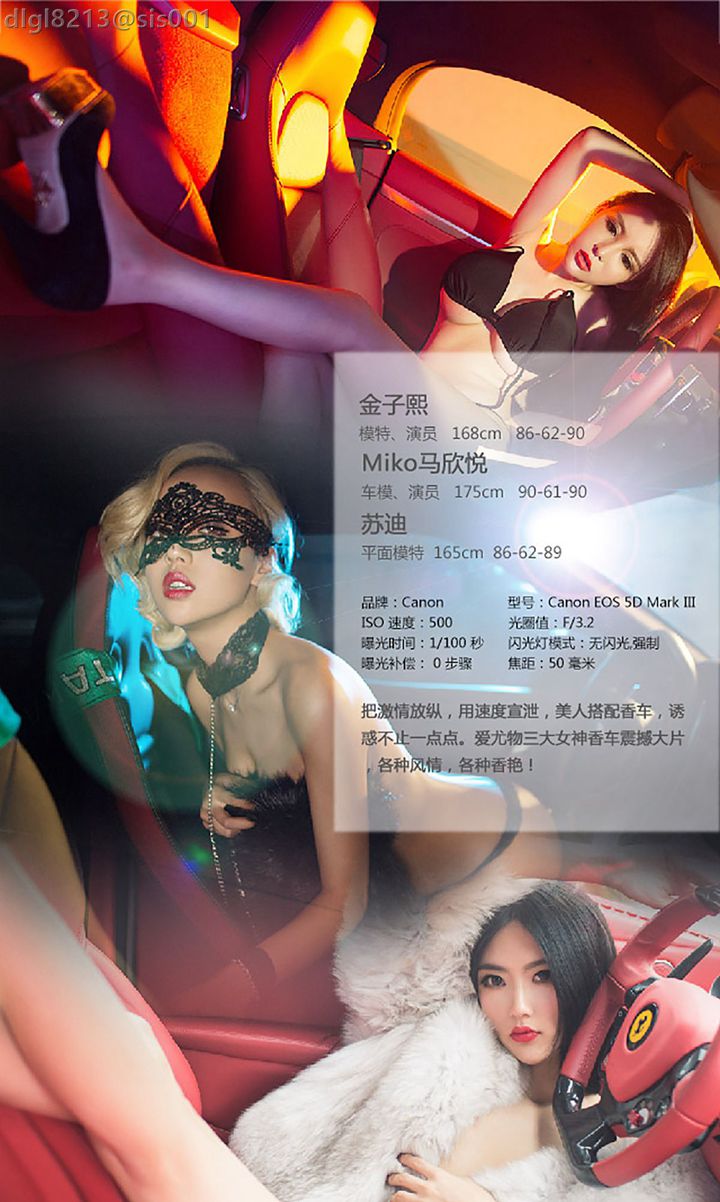 dlgl8213@sis001
金子熙
模特、演员 168cm 86-62-90
Miko马欣悦
车模、演员 175cm 90-61-90
苏迪
平面模特 165cm 86-62-89
品牌：Canon 型号：Canon EOS 5D Mark III
ISO 速度：500 光圈值：F/3.2
曝光时间：1/100 秒 闪光灯模式：无闪光,强制
曝光补偿： 0 步骤 焦距：50 毫米
把激情放纵，用速度宣泄，美人搭配香车，诱
惑不止一点点。爱尤物三大女神香车震撼大片
，各种风情，各种香艳！
TA